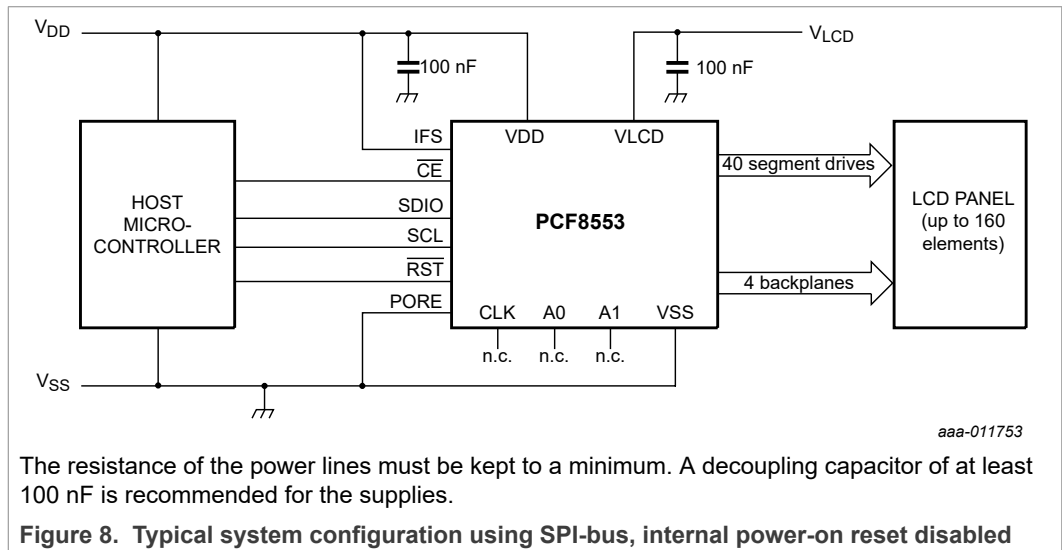 VDD
VLCD
100 nF
100 nF
IFS
VDD
VLCD
CE
SDIO
SCL
RST
PORE
HOST
MICRO-
CONTROLLER
PCF8553
40 segment drives
4 backplanes
LCD PANEL
(up to 160
elements)
CLK
A0
A1
VSS
n.c.
n.c.
n.c.
VSS
aaa-011753
The resistance of the power lines must be kept to a minimum. A decoupling capacitor of at least
100 nF is recommended for the supplies.
Figure 8. Typical system configuration using SPI-bus, internal power-on reset disabled